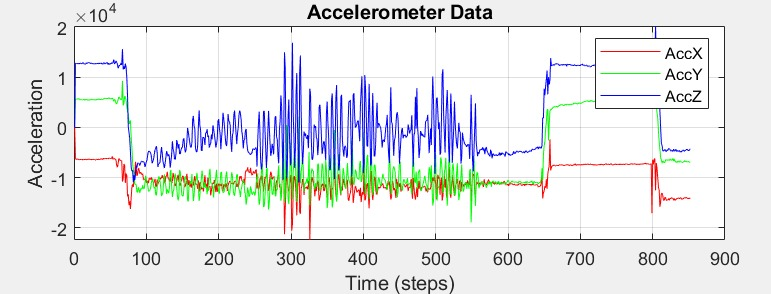 Accelerometer Data
×10⁴
2
1
0
-1
-2
Acceleration
AccX
AccY
AccZ
0 100 200 300 400 500 600 700 800 900
Time (steps)